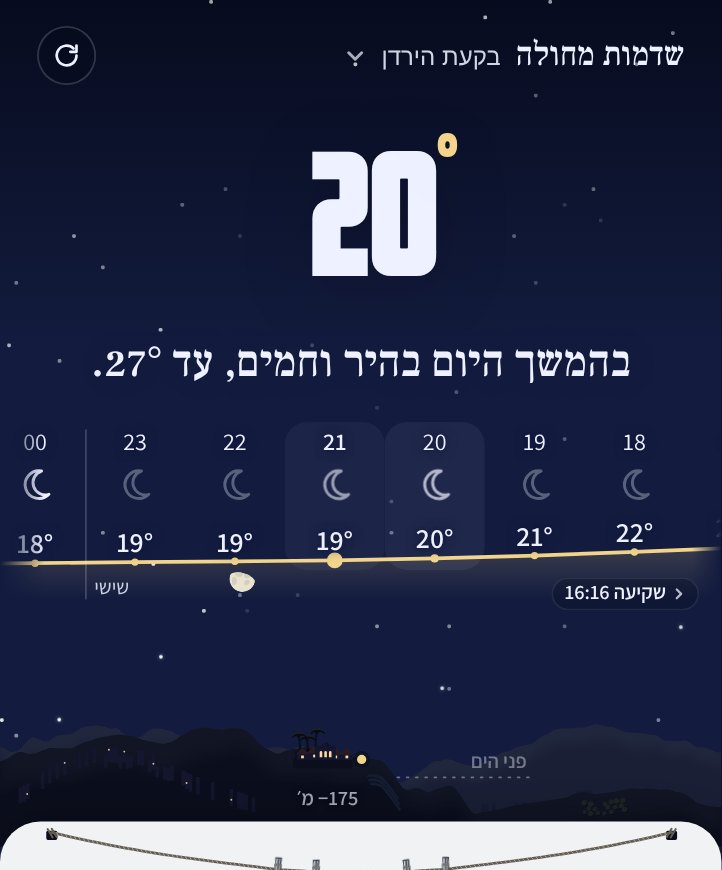 שדמות מחולה בקעת הירדן
20°
בהמשך היום בהיר וחמים, עד 27°.
18 19 20 21 22 23 00
22° 21° 20° 19° 19° 19° 18°
שקיעה 16:16
שישי
פני הים
−175 מ׳